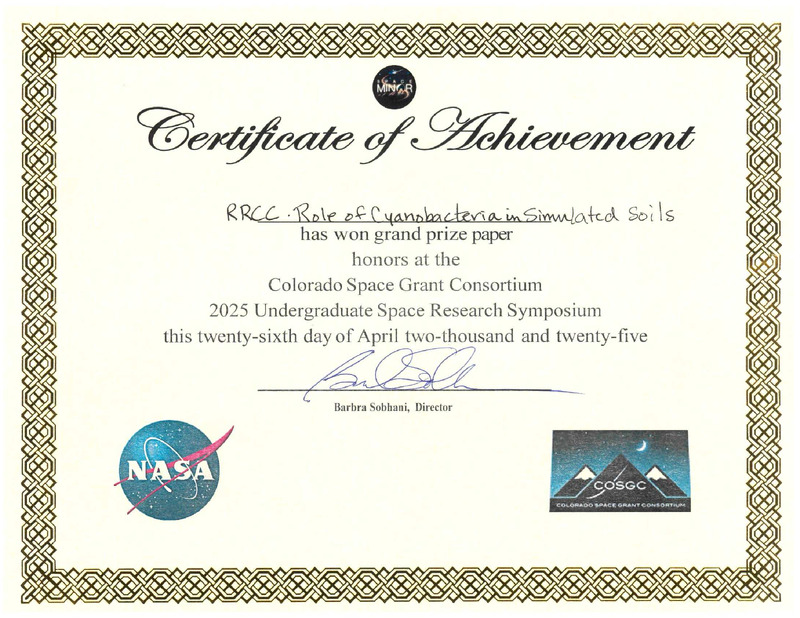 SPACE
MINOR
Certificate of Achievement
RRCC. Role of Cyanobacteria in Simulated Soils
has won grand prize paper
honors at the
Colorado Space Grant Consortium
2025 Undergraduate Space Research Symposium
this twenty-sixth day of April two-thousand and twenty-five
Barbra Sobhani, Director
NASA
COSGC
COLORADO SPACE GRANT CONSORTIUM